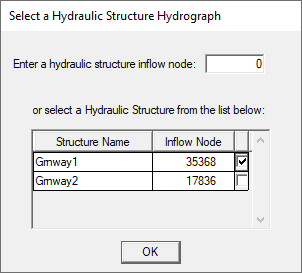 Select a Hydraulic Structure Hydrograph
Enter a hydraulic structure inflow node: 0
or select a Hydraulic Structure from the list below:
Structure Name Inflow Node
Grnway1 35368
Grnway2 17836
OK